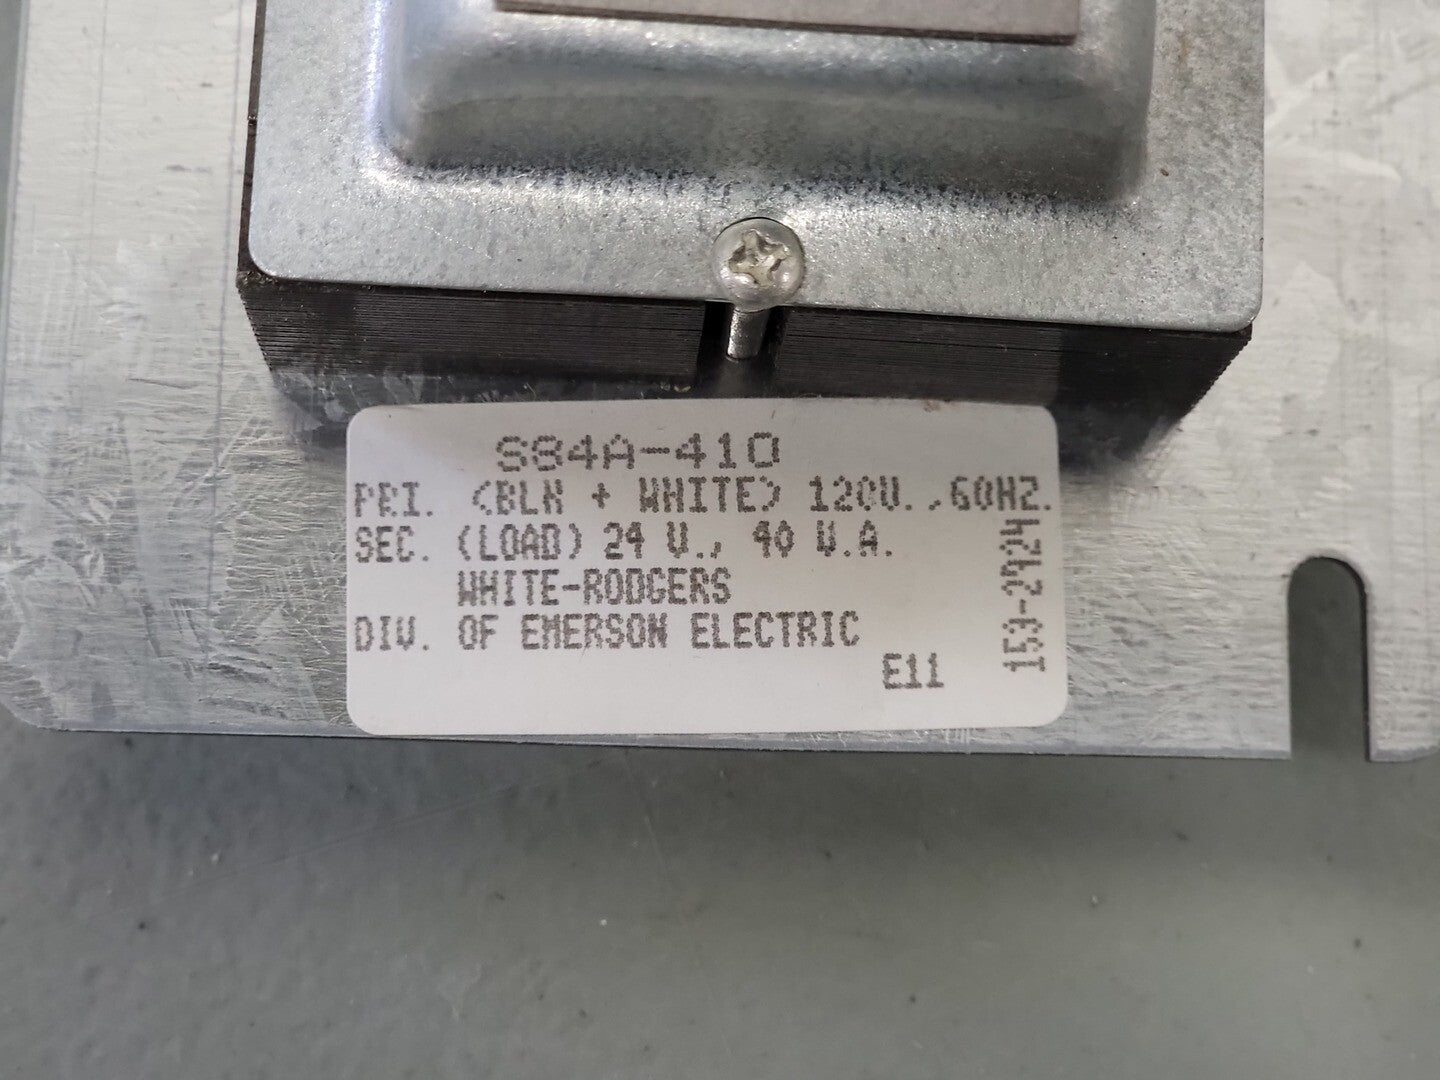 S84A-410
PRI. (BLK + WHITE) 120V.,60HZ.
SEC. (LOAD) 24 V., 40 V.A.
WHITE-RODGERS
DIV. OF EMERSON ELECTRIC
E11
153-2924